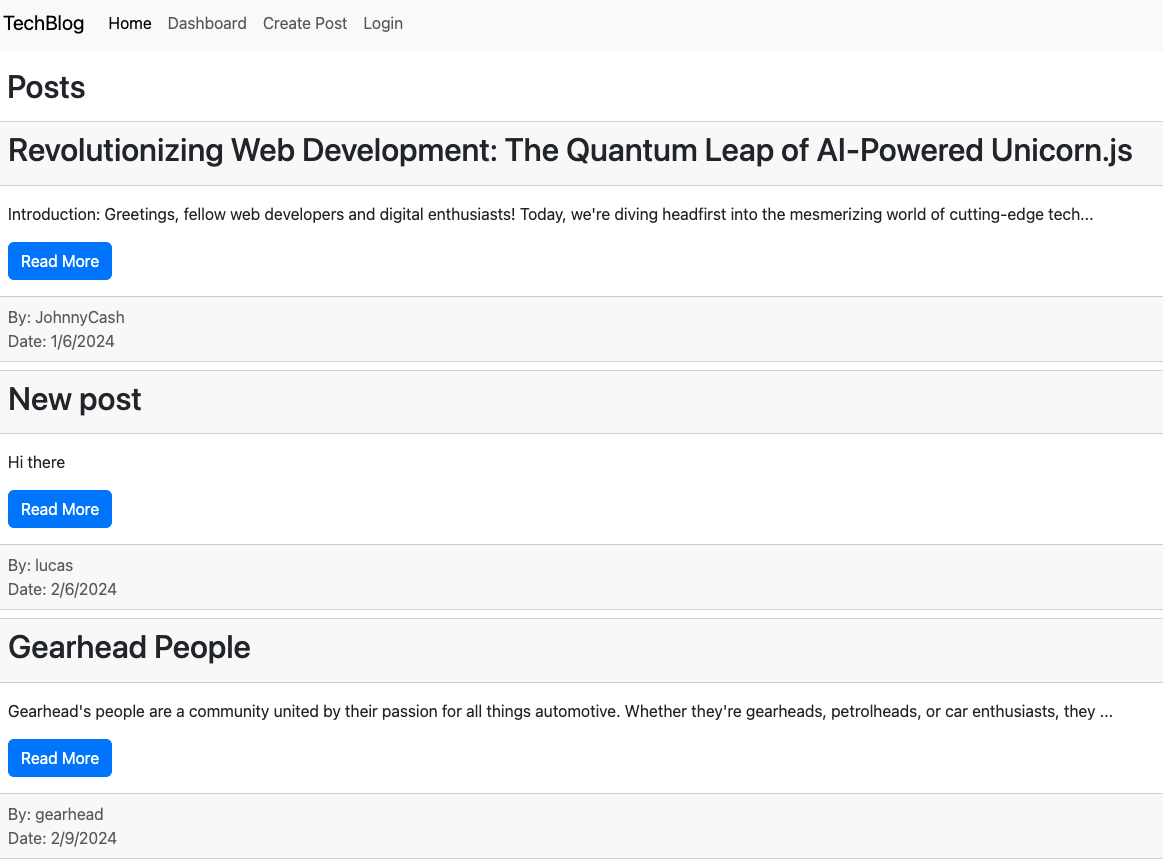 TechBlog Home Dashboard Create Post Login
Posts
Revolutionizing Web Development: The Quantum Leap of AI-Powered Unicorn.js
Introduction: Greetings, fellow web developers and digital enthusiasts! Today, we're diving headfirst into the mesmerizing world of cutting-edge tech...
Read More
By: JohnnyCash
Date: 1/6/2024
New post
Hi there
Read More
By: lucas
Date: 2/6/2024
Gearhead People
Gearhead's people are a community united by their passion for all things automotive. Whether they're gearheads, petrolheads, or car enthusiasts, they ...
Read More
By: gearhead
Date: 2/9/2024